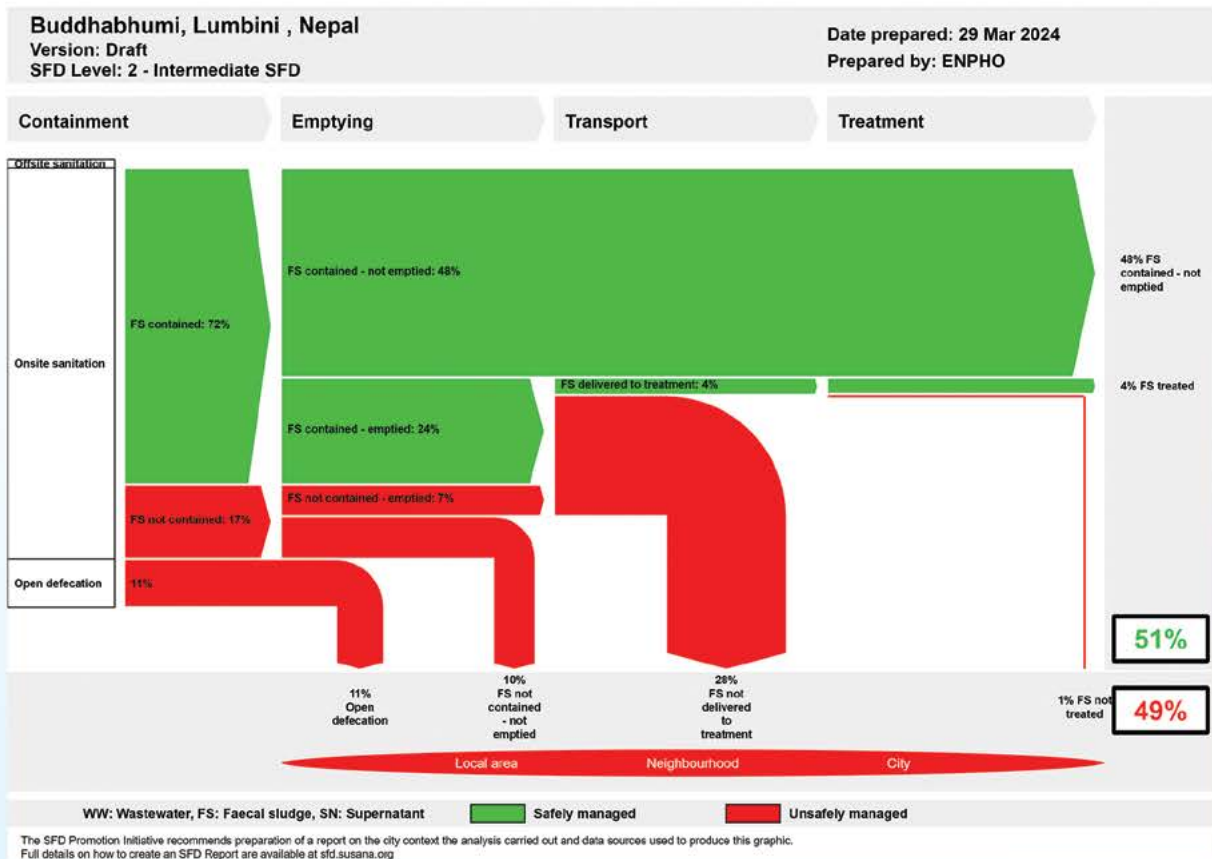 Buddhabhumi, Lumbini , Nepal
Version: Draft
SFD Level: 2 - Intermediate SFD
Date prepared: 29 Mar 2024
Prepared by: ENPHO
Containment
Emptying
Transport
Treatment
Offsite sanitation
Onsite sanitation
Open defecation
FS contained: 72%
FS not contained: 17%
11%
FS contained - not emptied: 48%
FS contained - emptied: 24%
FS not contained - emptied: 7%
FS delivered to treatment: 4%
48% FS
contained - not
emptied
4% FS treated
51%
49%
11%
Open
defecation
10%
FS not
contained
- not
emptied
28%
FS not
delivered
to
treatment
1% FS not
treated
Local area
Neighbourhood
City
WW: Wastewater, FS: Faecal sludge, SN: Supernatant
Safely managed
Unsafely managed
The SFD Promotion Initiative recommends preparation of a report on the city context the analysis carried out and data sources used to produce this graphic.
Full details on how to create an SFD Report are available at sfd.susana.org